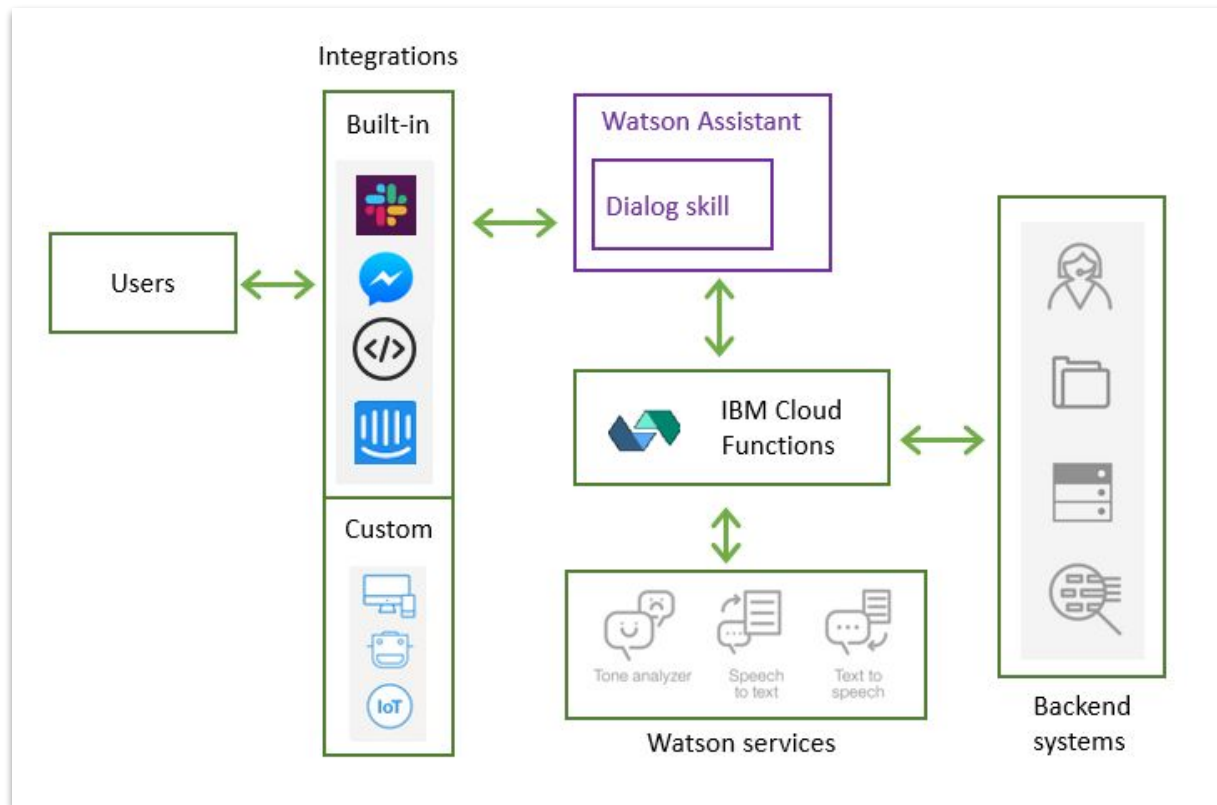 Integrations
Built-in
Users
</>
Custom
IoT
Watson Assistant
Dialog skill
IBM Cloud
Functions
Tone analyzer
Speech
to text
Text to
speech
Watson services
Backend
systems